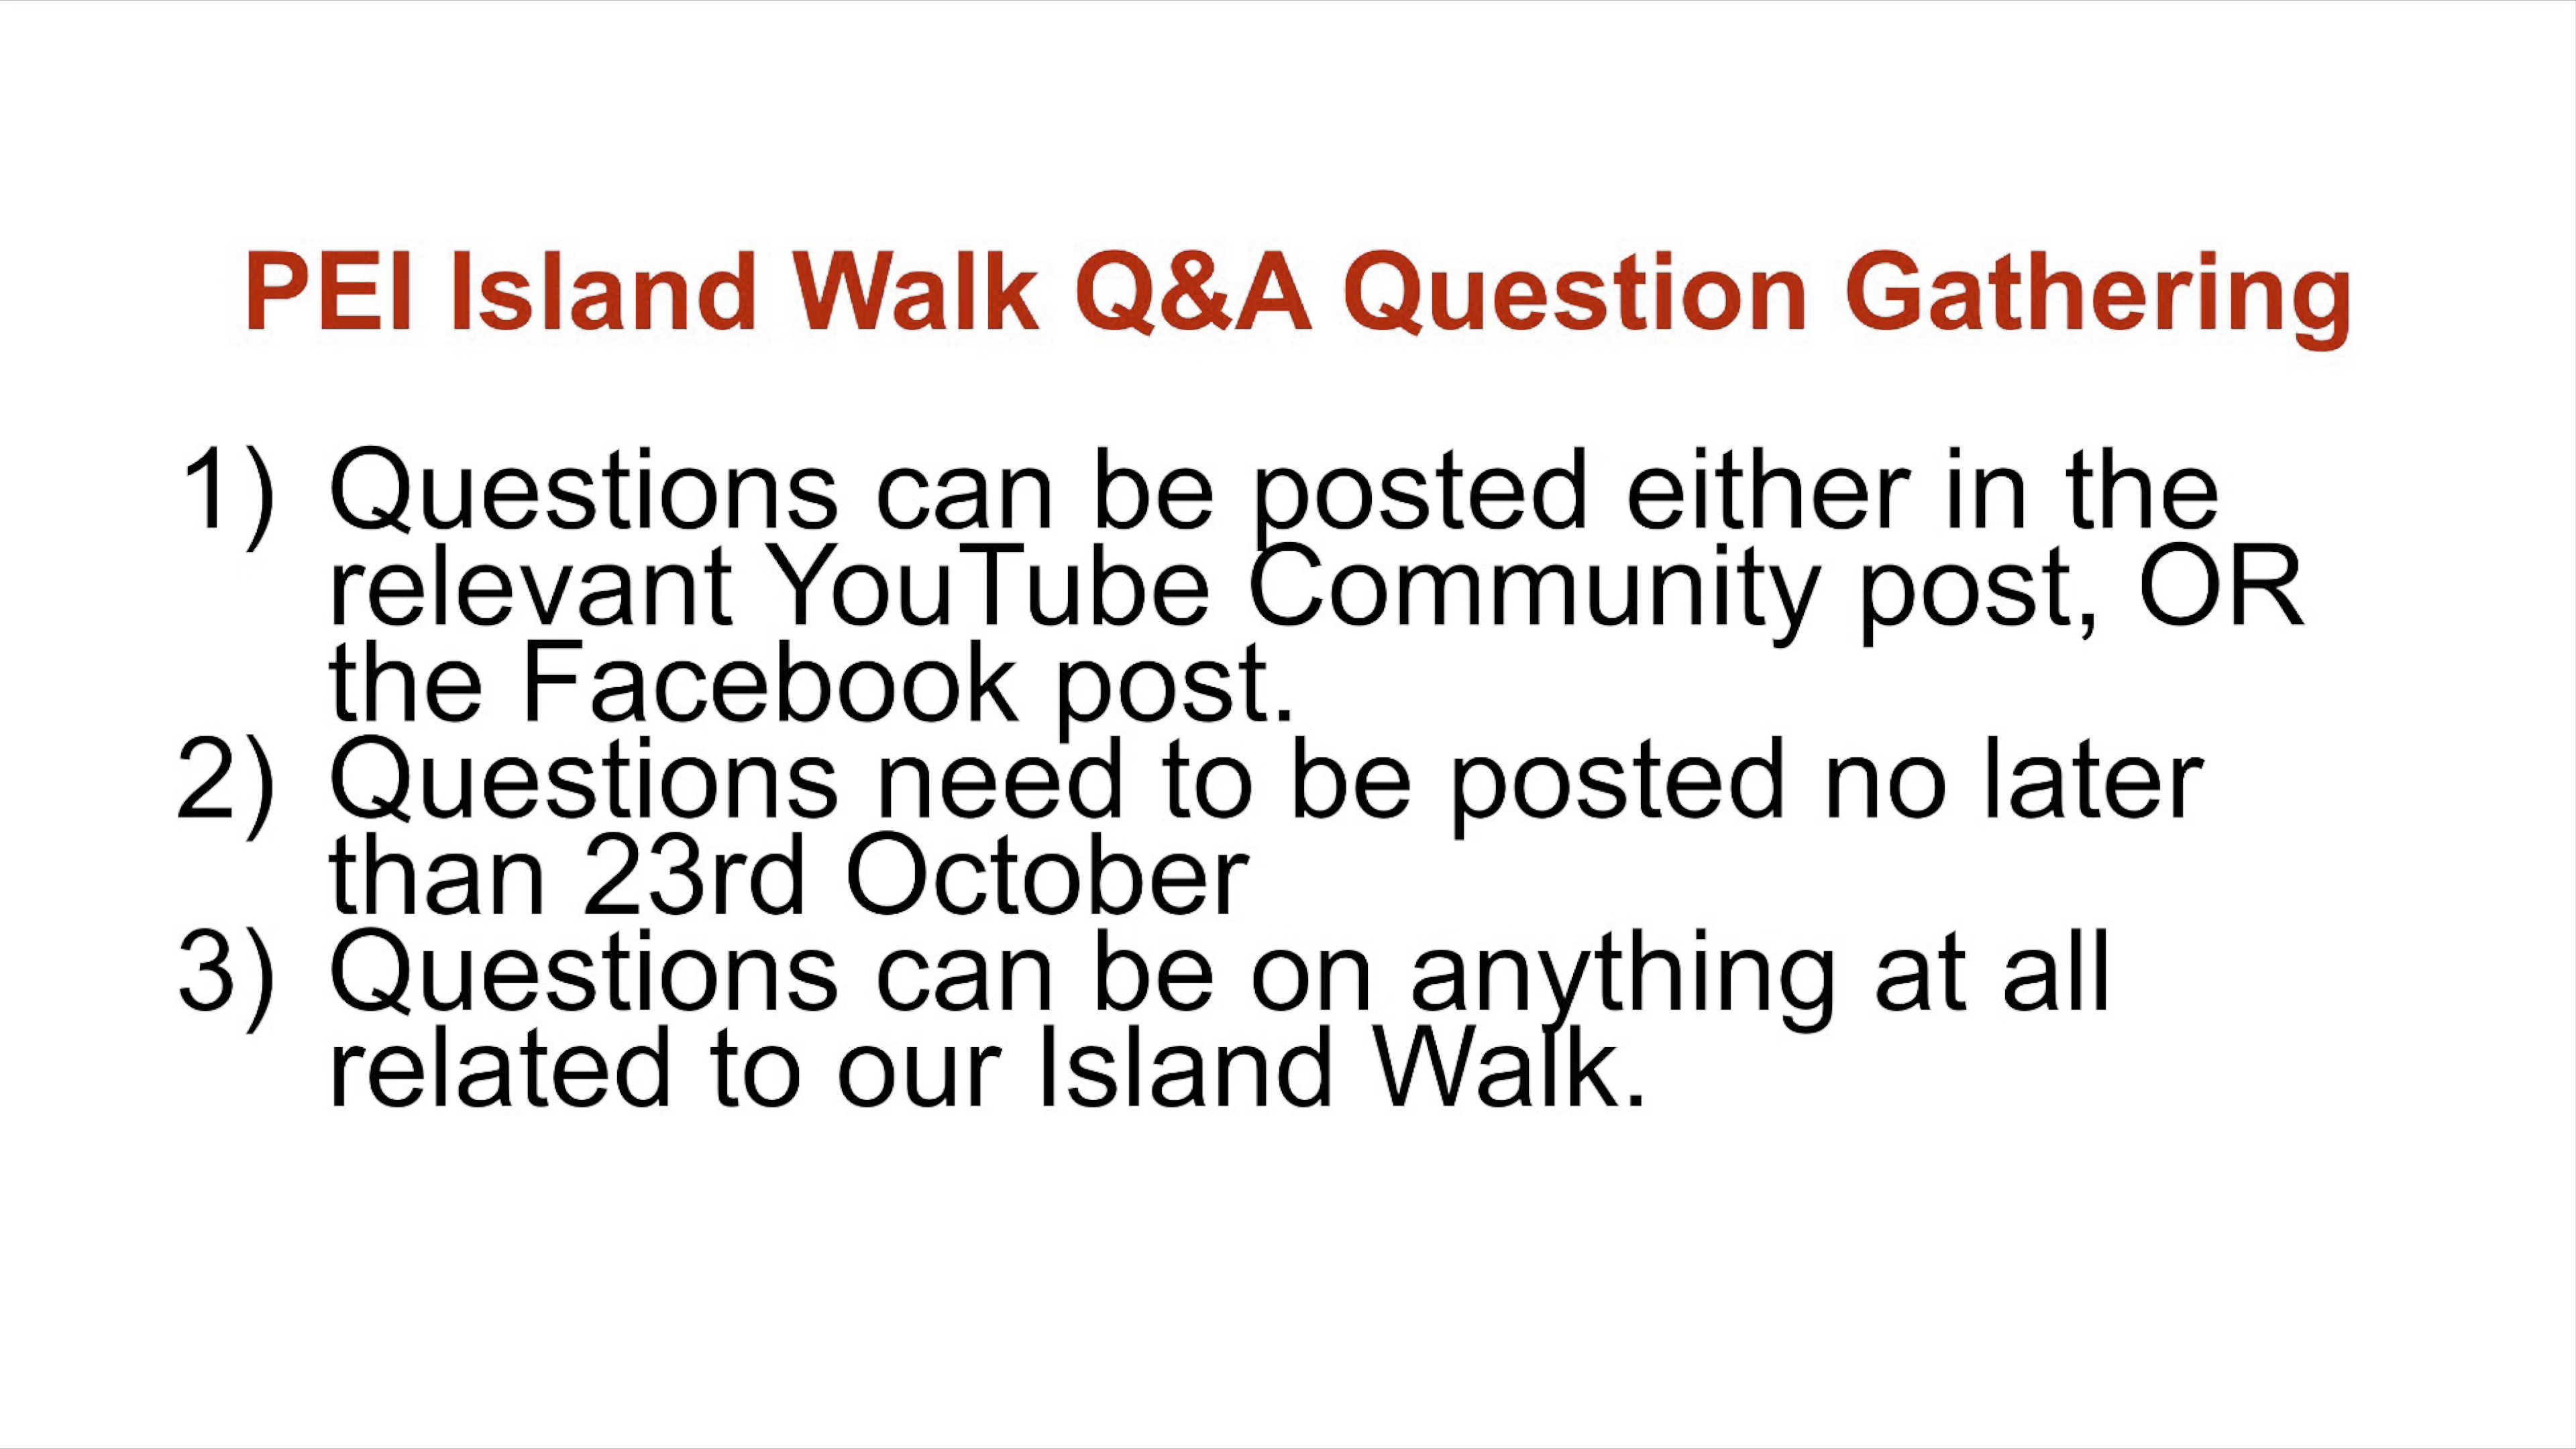 PEI Island Walk Q&A Question Gathering
1) Questions can be posted either in the
relevant YouTube Community post, OR
the Facebook post.
2) Questions need to be posted no later
than 23rd October
3) Questions can be on anything at all
related to our Island Walk.